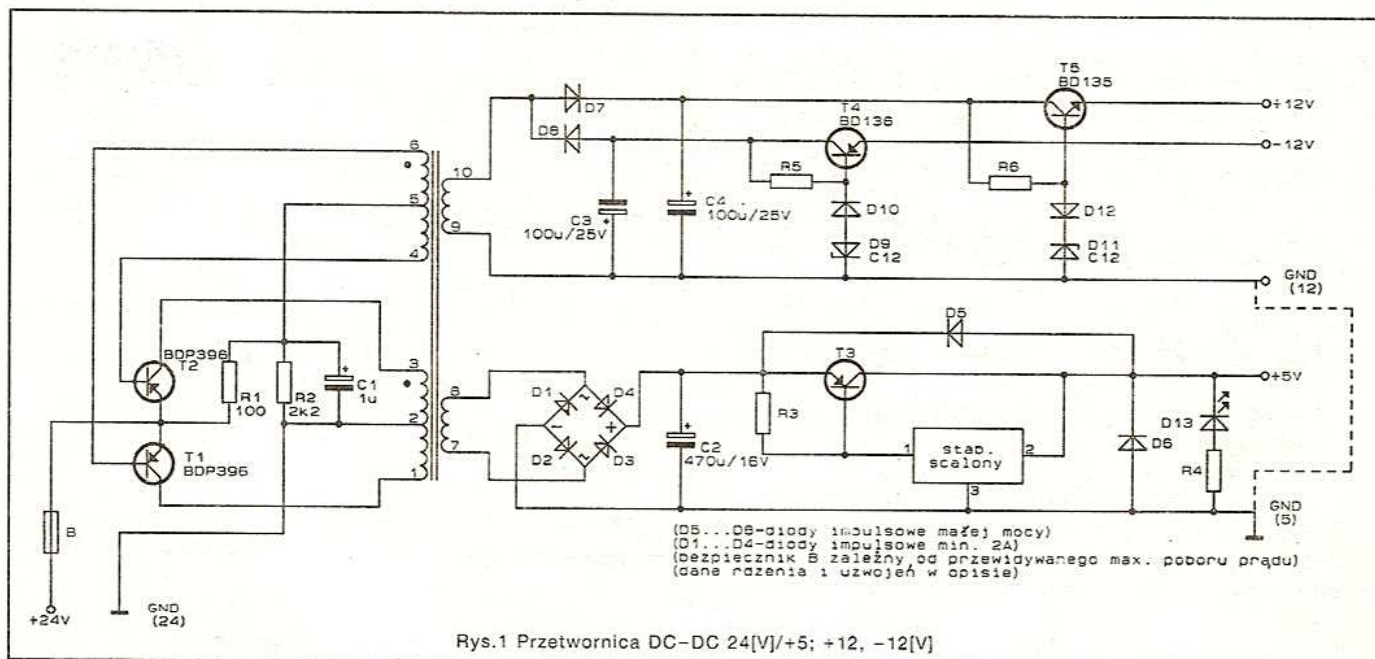 T5
BD135
D7
+12V
T4
BD136
D8
-12V
6
10
R5
R6
5
C4
100u/25V
D10
D12
C3
100u/25V
9
D9
C12
D11
C12
4
GND
(12)
D5
BDP396
T2
3
T3
8
+5V
R1
100
R2
2k2
C1
1u
D1
D4
R3
D13
2
1
2
D6
stab.
scalony
T1
BDP396
C2
470u/16V
D2
D3
R4
1
7
3
B
GND
(5)
(D5...D8-diody impulsowe małej mocy)
(D1...D4-diody impulsowe min. 2A)
(bezpiecznik B zależny od przewidywanego max. poboru prądu)
(dane rdzenia i uzwojeń w opisie)
+24V
GND
(24)
Rys.1 Przetwornica DC-DC 24[V]/+5; +12, -12[V]